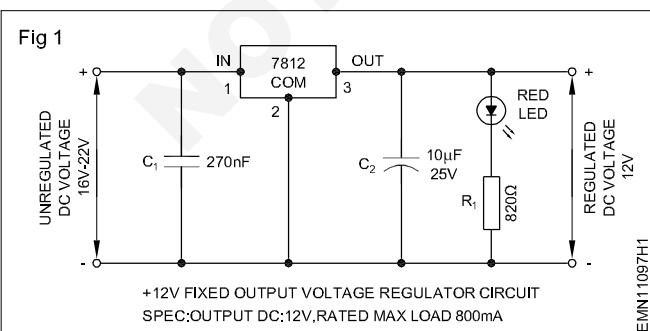 Fig 1
IN
7812
COM
OUT
1
2
3
+
+
RED
LED
UNREGULATED
DC VOLTAGE
16V-22V
C1
270nF
C2
10µF
25V
R1
820Ω
REGULATED
DC VOLTAGE
12V
-
-
+12V FIXED OUTPUT VOLTAGE REGULATOR CIRCUIT
SPEC:OUTPUT DC:12V,RATED MAX LOAD 800mA
EMN11097H1